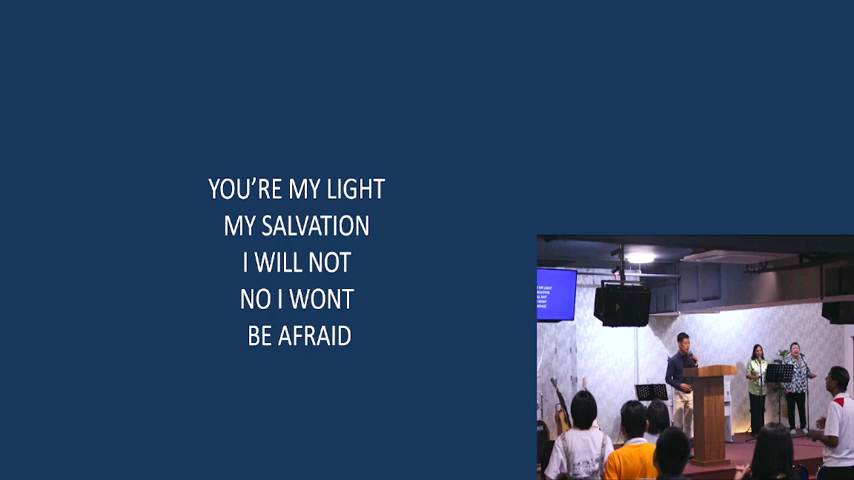 YOU'RE MY LIGHT
MY SALVATION
I WILL NOT
NO I WONT
BE AFRAID